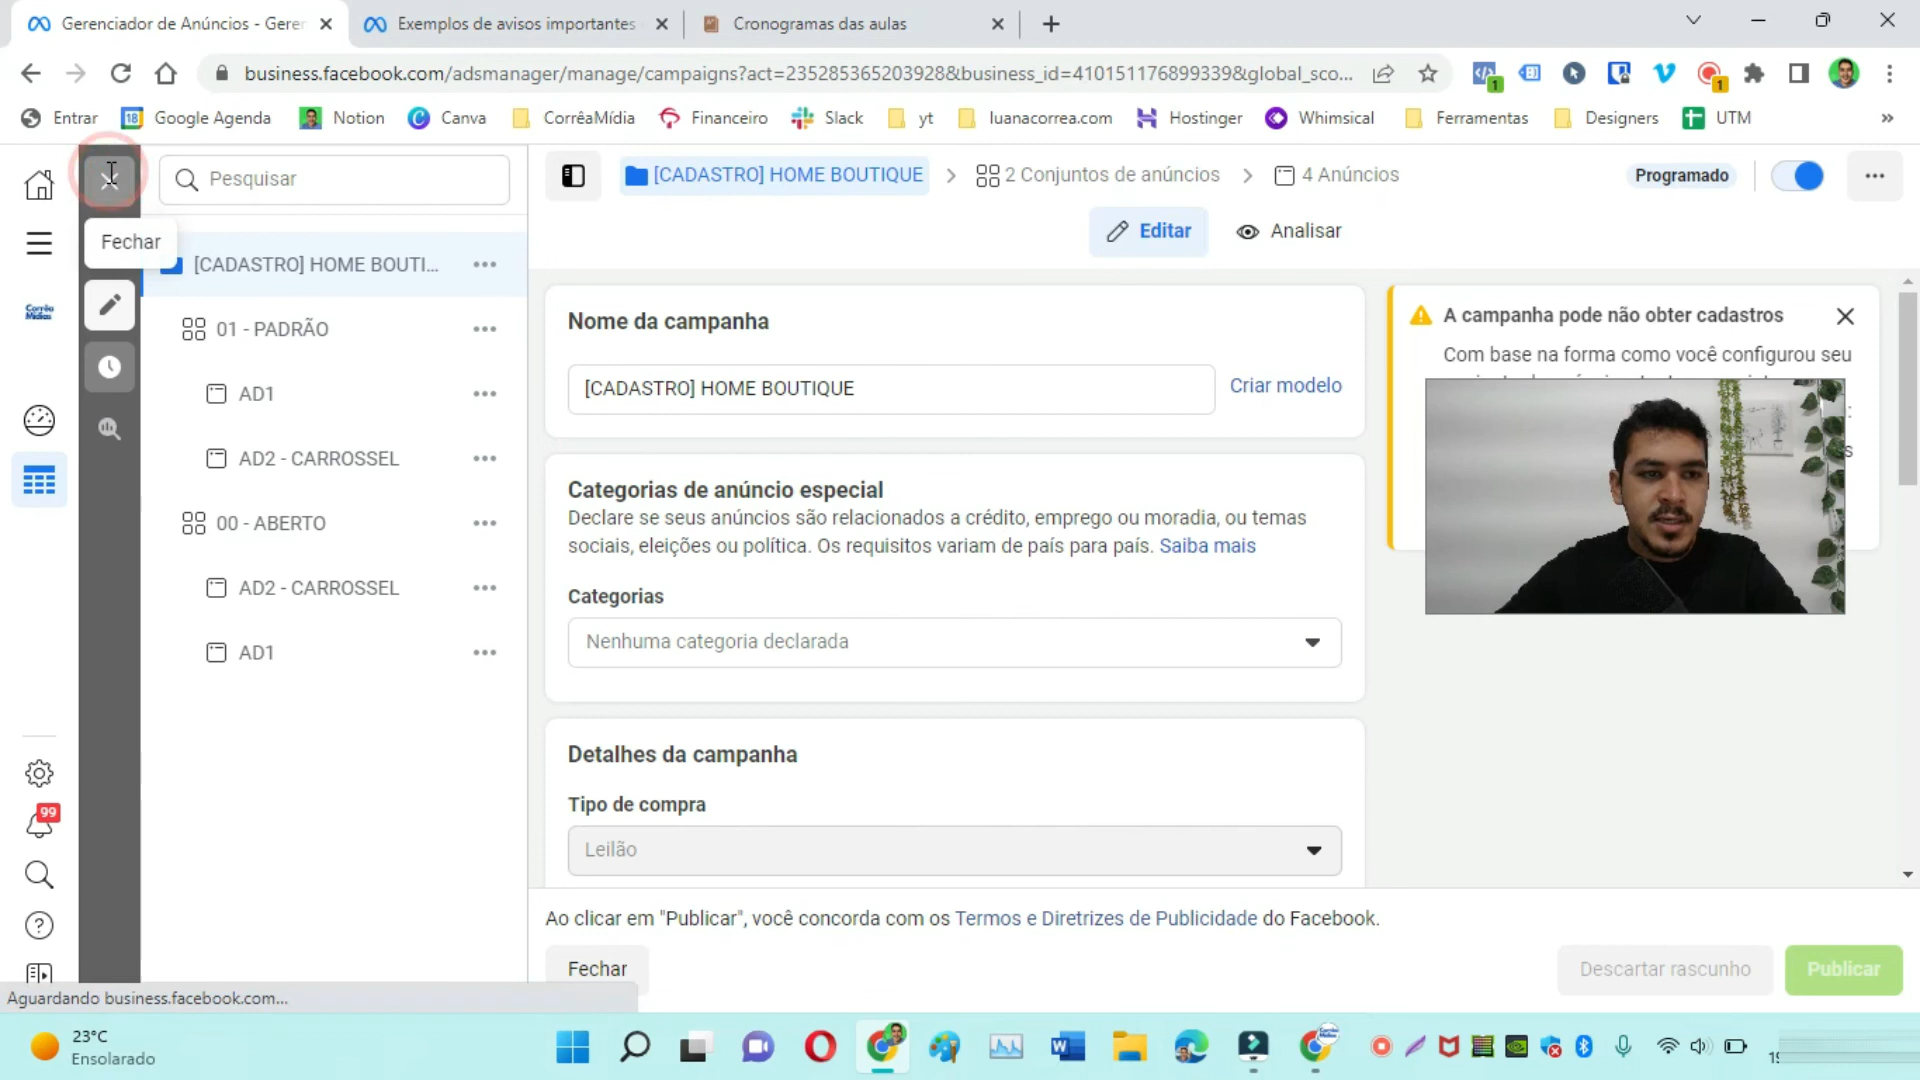 Gerenciador de Anúncios - Geren
Exemplos de avisos importantes
Cronogramas das aulas
business.facebook.com/adsmanager/manage/campaigns?act=235285365203928&business_id=410151176899339&global_sco...
1
1
Entrar
18
Google Agenda
Notion
Canva
CorrêaMídia
Financeiro
Slack
yt
luanacorrea.com
Hostinger
Whimsical
Ferramentas
Designers
UTM
»
Pesquisar
[CADASTRO] HOME BOUTIQUE
2 Conjuntos de anúncios
4 Anúncios
Programado
Fechar
Editar
Analisar
[CADASTRO] HOME BOUTI...
Corrêa
Mídias
01 - PADRÃO
AD1
AD2 - CARROSSEL
00 - ABERTO
AD2 - CARROSSEL
AD1
99
Nome da campanha
[CADASTRO] HOME BOUTIQUE
Criar modelo
Categorias de anúncio especial
Declare se seus anúncios são relacionados a crédito, emprego ou moradia, ou temas
sociais, eleições ou política. Os requisitos variam de país para país. Saiba mais
Categorias
Nenhuma categoria declarada
Detalhes da campanha
Tipo de compra
Leilão
A campanha pode não obter cadastros
Com base na forma como você configurou seu
Ao clicar em "Publicar", você concorda com os Termos e Diretrizes de Publicidade do Facebook.
Fechar
Descartar rascunho
Publicar
Aguardando business.facebook.com...
23°C
Ensolarado